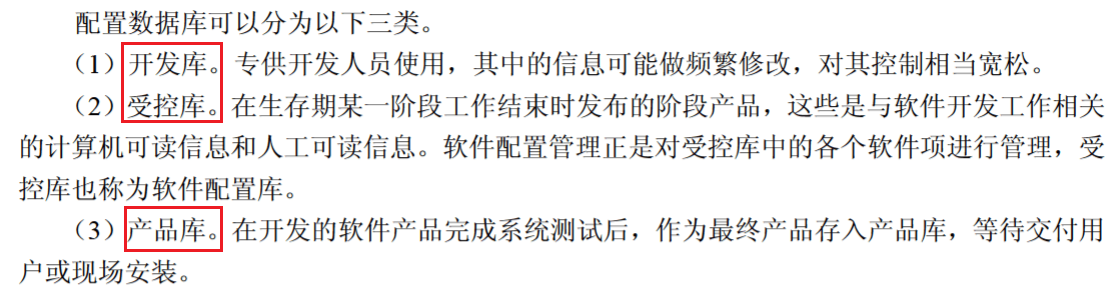 配置数据库可以分为以下三类。
（1）开发库。专供开发人员使用，其中的信息可能做频繁修改，对其控制相当宽松。
（2）受控库。在生存期某一阶段工作结束时发布的阶段产品，这些是与软件开发工作相关
的计算机可读信息和人工可读信息。软件配置管理正是对受控库中的各个软件项进行管理，受
控库也称为软件配置库。
（3）产品库。在开发的软件产品完成系统测试后，作为最终产品存入产品库，等待交付用
户或现场安装。